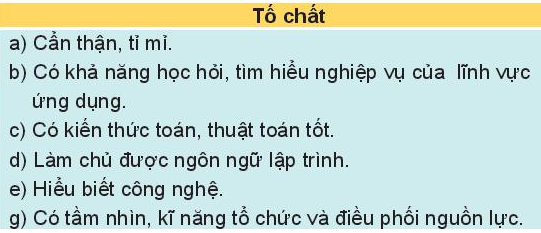 Tố chất
a) Cẩn thận, tỉ mỉ.
b) Có khả năng học hỏi, tìm hiểu nghiệp vụ của lĩnh vực
ứng dụng.
c) Có kiến thức toán, thuật toán tốt.
d) Làm chủ được ngôn ngữ lập trình.
e) Hiểu biết công nghệ.
g) Có tầm nhìn, kĩ năng tổ chức và điều phối nguồn lực.